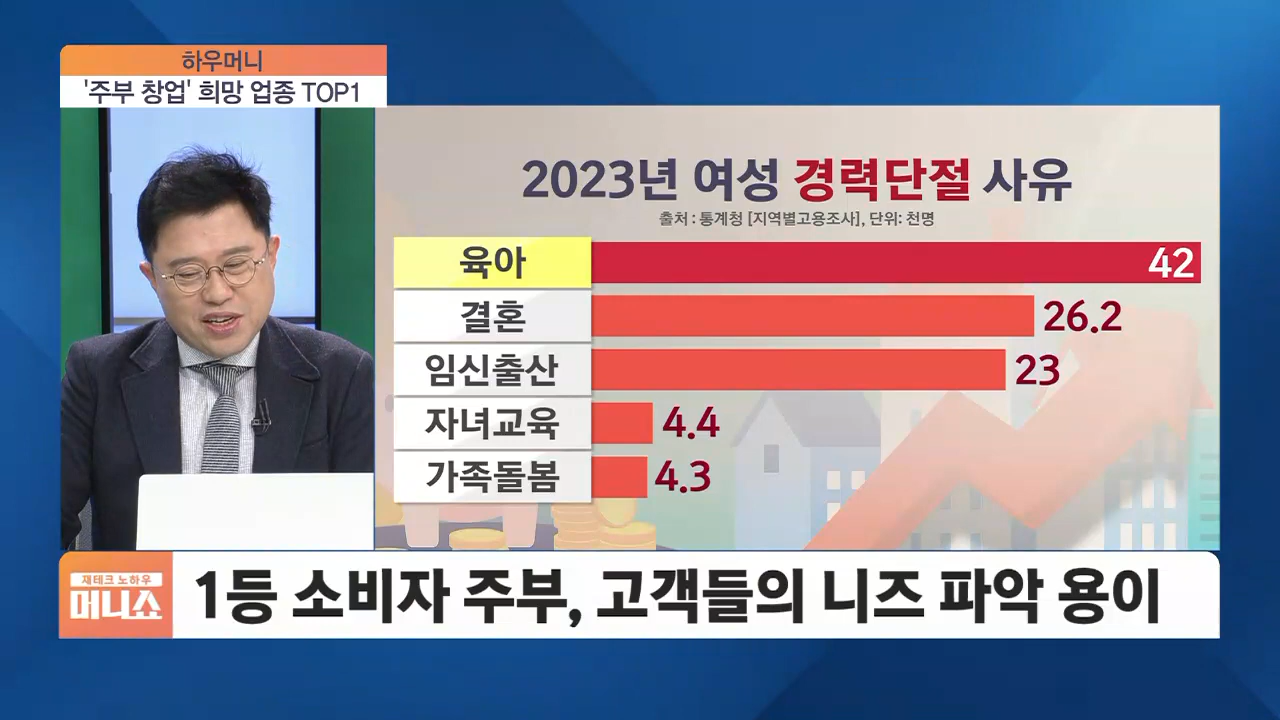 하우머니
'주부 창업' 희망 업종 TOP1
2023년 여성 경력단절 사유
출처 : 통계청 [지역별고용조사], 단위: 천명
육아 42
결혼 26.2
임신출산 23
자녀교육 4.4
가족돌봄 4.3
재테크 노하우
머니쇼
1등 소비자 주부, 고객들의 니즈 파악 용이